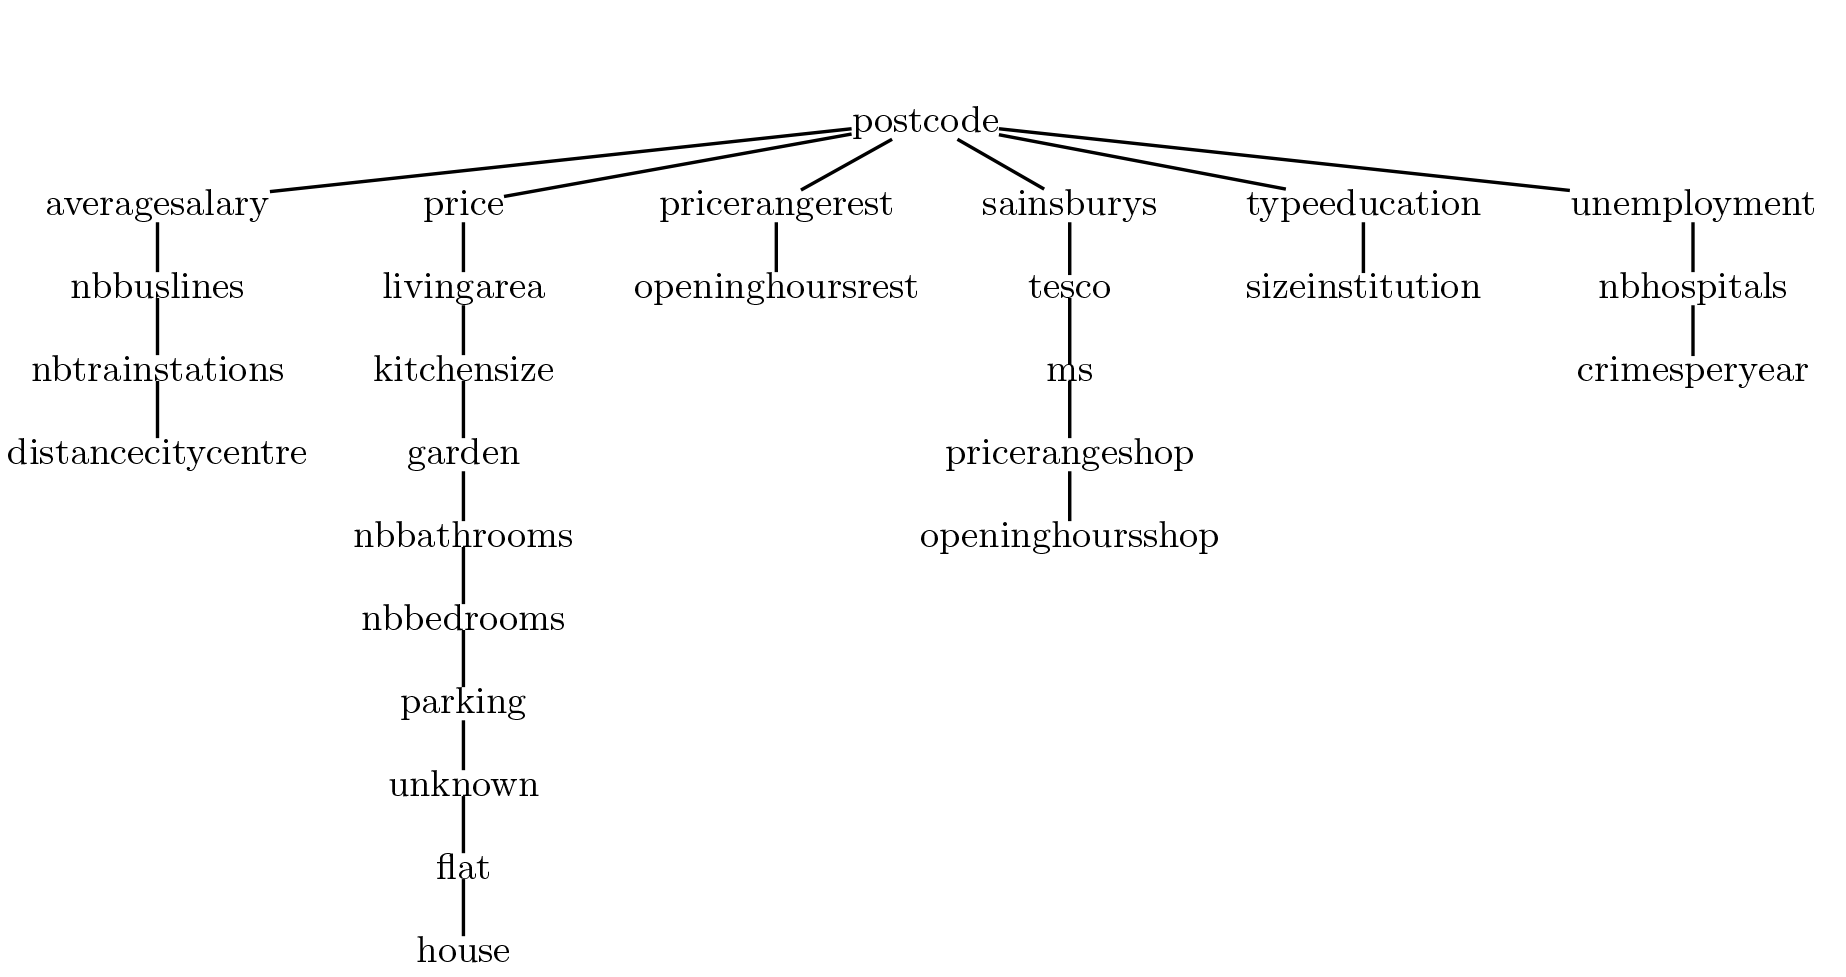 postcode
averagesalary price pricerangerest sainsburys typeeducation unemployment
nbbuslines livingarea openinghoursrest tesco sizeinstitution nbhospitals
nbtrainstations kitchensize ms crimesperyear
distancecitycentre garden pricerangeshop
nbbathrooms openinghoursshop
nbbedrooms
parking
unknown
flat
house